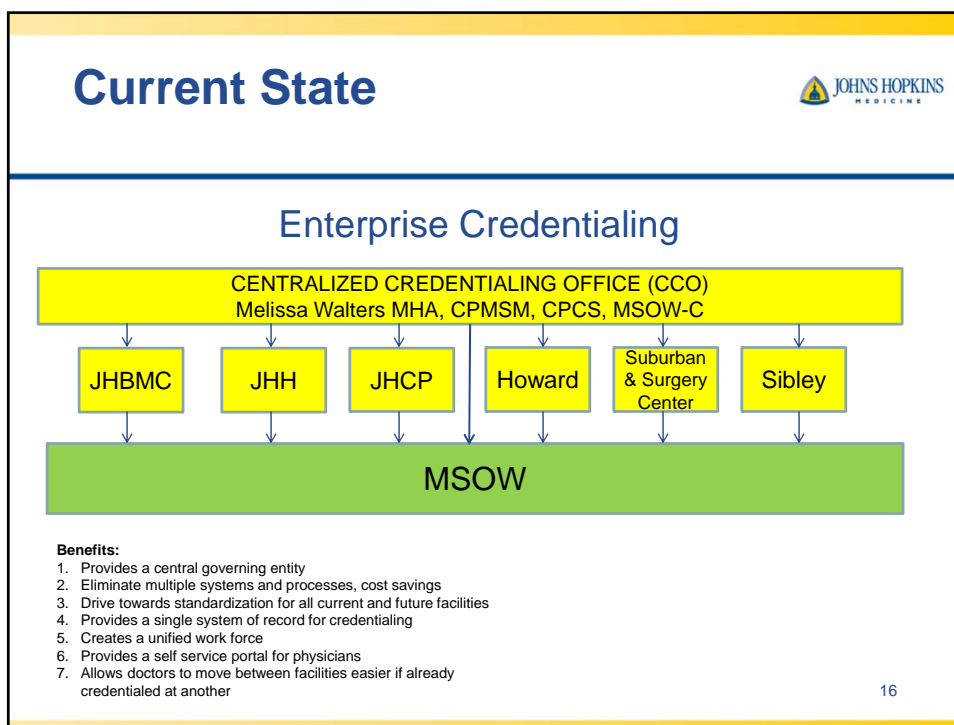 Current State
JOHNS HOPKINS
MEDICINE
Enterprise Credentialing
CENTRALIZED CREDENTIALING OFFICE (CCO)
Melissa Walters MHA, CPMSM, CPCS, MSOW-C
JHBMC
JHH
JHCP
Howard
Suburban
& Surgery
Center
Sibley
MSOW
Benefits:
1. Provides a central governing entity
2. Eliminate multiple systems and processes, cost savings
3. Drive towards standardization for all current and future facilities
4. Provides a single system of record for credentialing
5. Creates a unified work force
6. Provides a self service portal for physicians
7. Allows doctors to move between facilities easier if already
credentialed at another
16